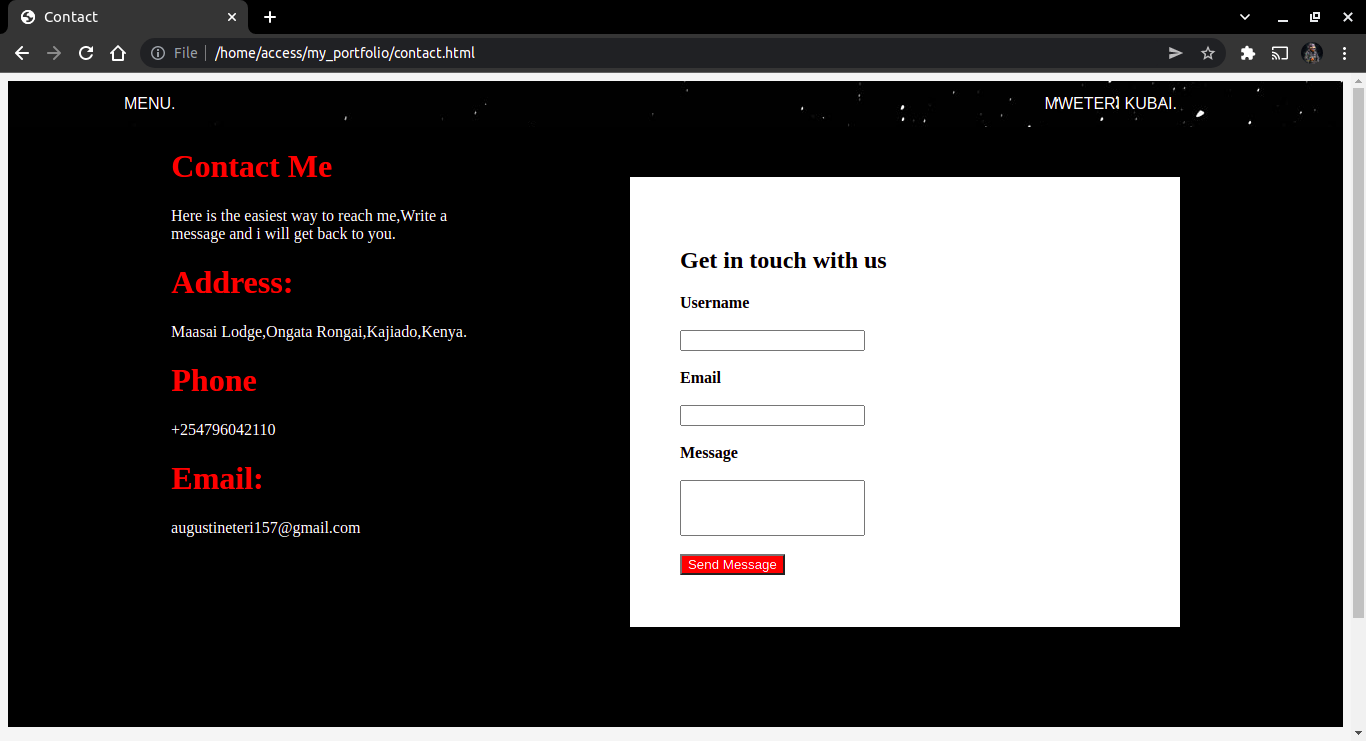 Contact
File
/home/access/my_portfolio/contact.html
MENU.
MWETERI KUBAI.
Contact Me
Here is the easiest way to reach me,Write a
message and i will get back to you.
Address:
Maasai Lodge,Ongata Rongai,Kajiado,Kenya.
Phone
+254796042110
Email:
augustineteri157@gmail.com
Get in touch with us
Username
Email
Message
Send Message